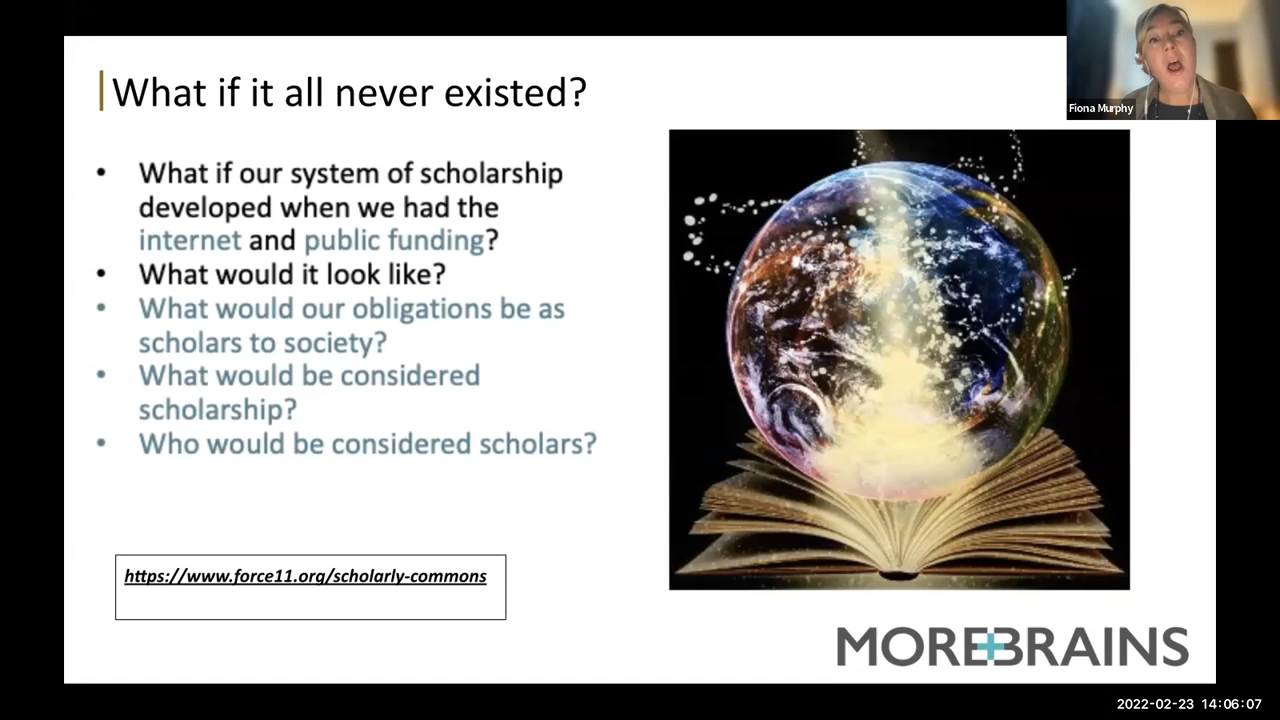 What if it all never existed?
Fiona Murphy
• What if our system of scholarship
developed when we had the
internet and public funding?
• What would it look like?
• What would our obligations be as
scholars to society?
• What would be considered
scholarship?
• Who would be considered scholars?
https://www.force11.org/scholarly-commons
MORE+BRAINS
2022-02-23 14:06:07